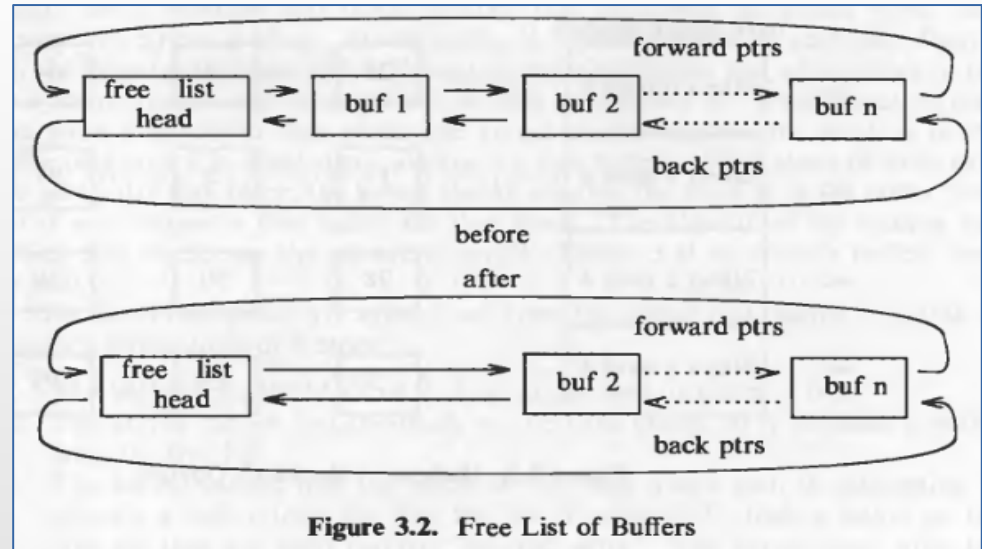 forward ptrs
free list
head
buf 1
buf 2
buf n
back ptrs
before
after
forward ptrs
free list
head
buf 2
buf n
back ptrs
Figure 3.2. Free List of Buffers